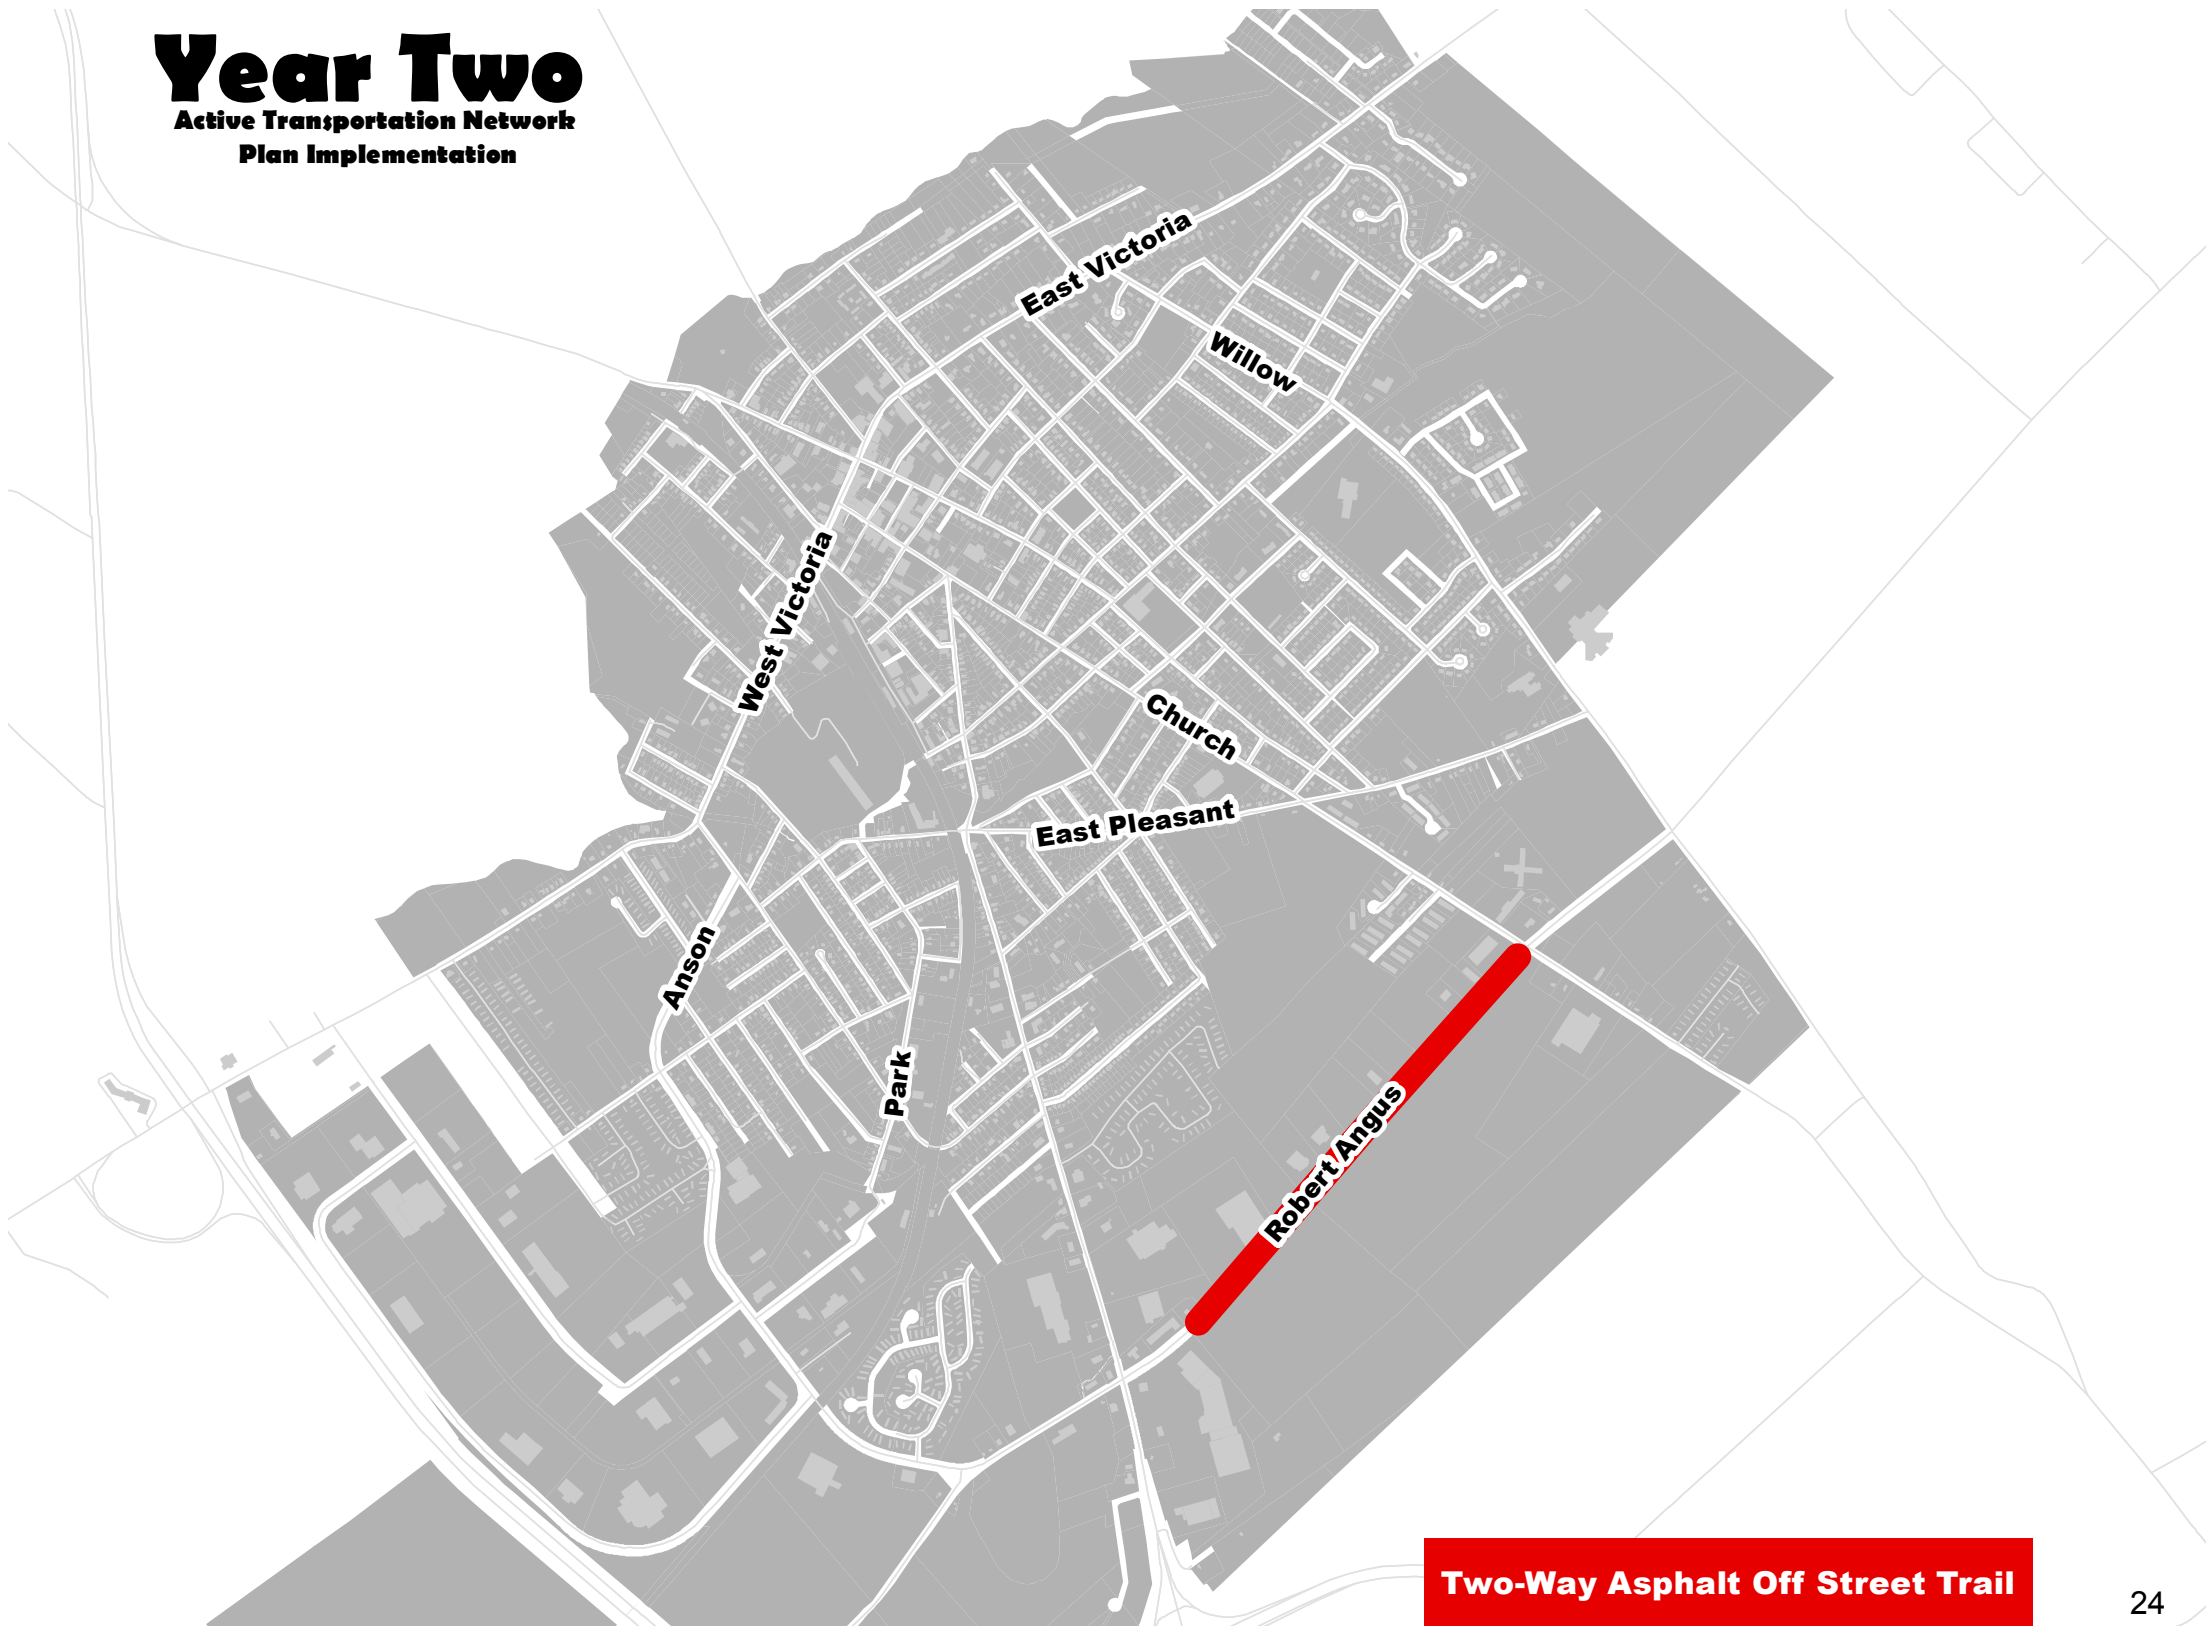 Year Two
Active Transportation Network
Plan Implementation
East Victoria
Willow
West Victoria
Church
East Pleasant
Anson
Park
Robert Angus
Two-Way Asphalt Off Street Trail
24